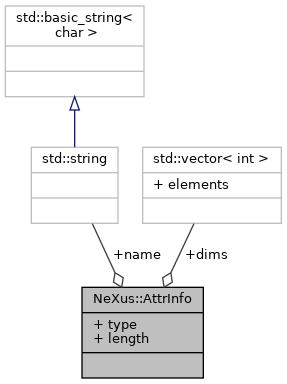 std::basic_string<
char >
std::string
std::vector< int >
+ elements
+name
+dims
NeXus::AttrInfo
+ type
+ length